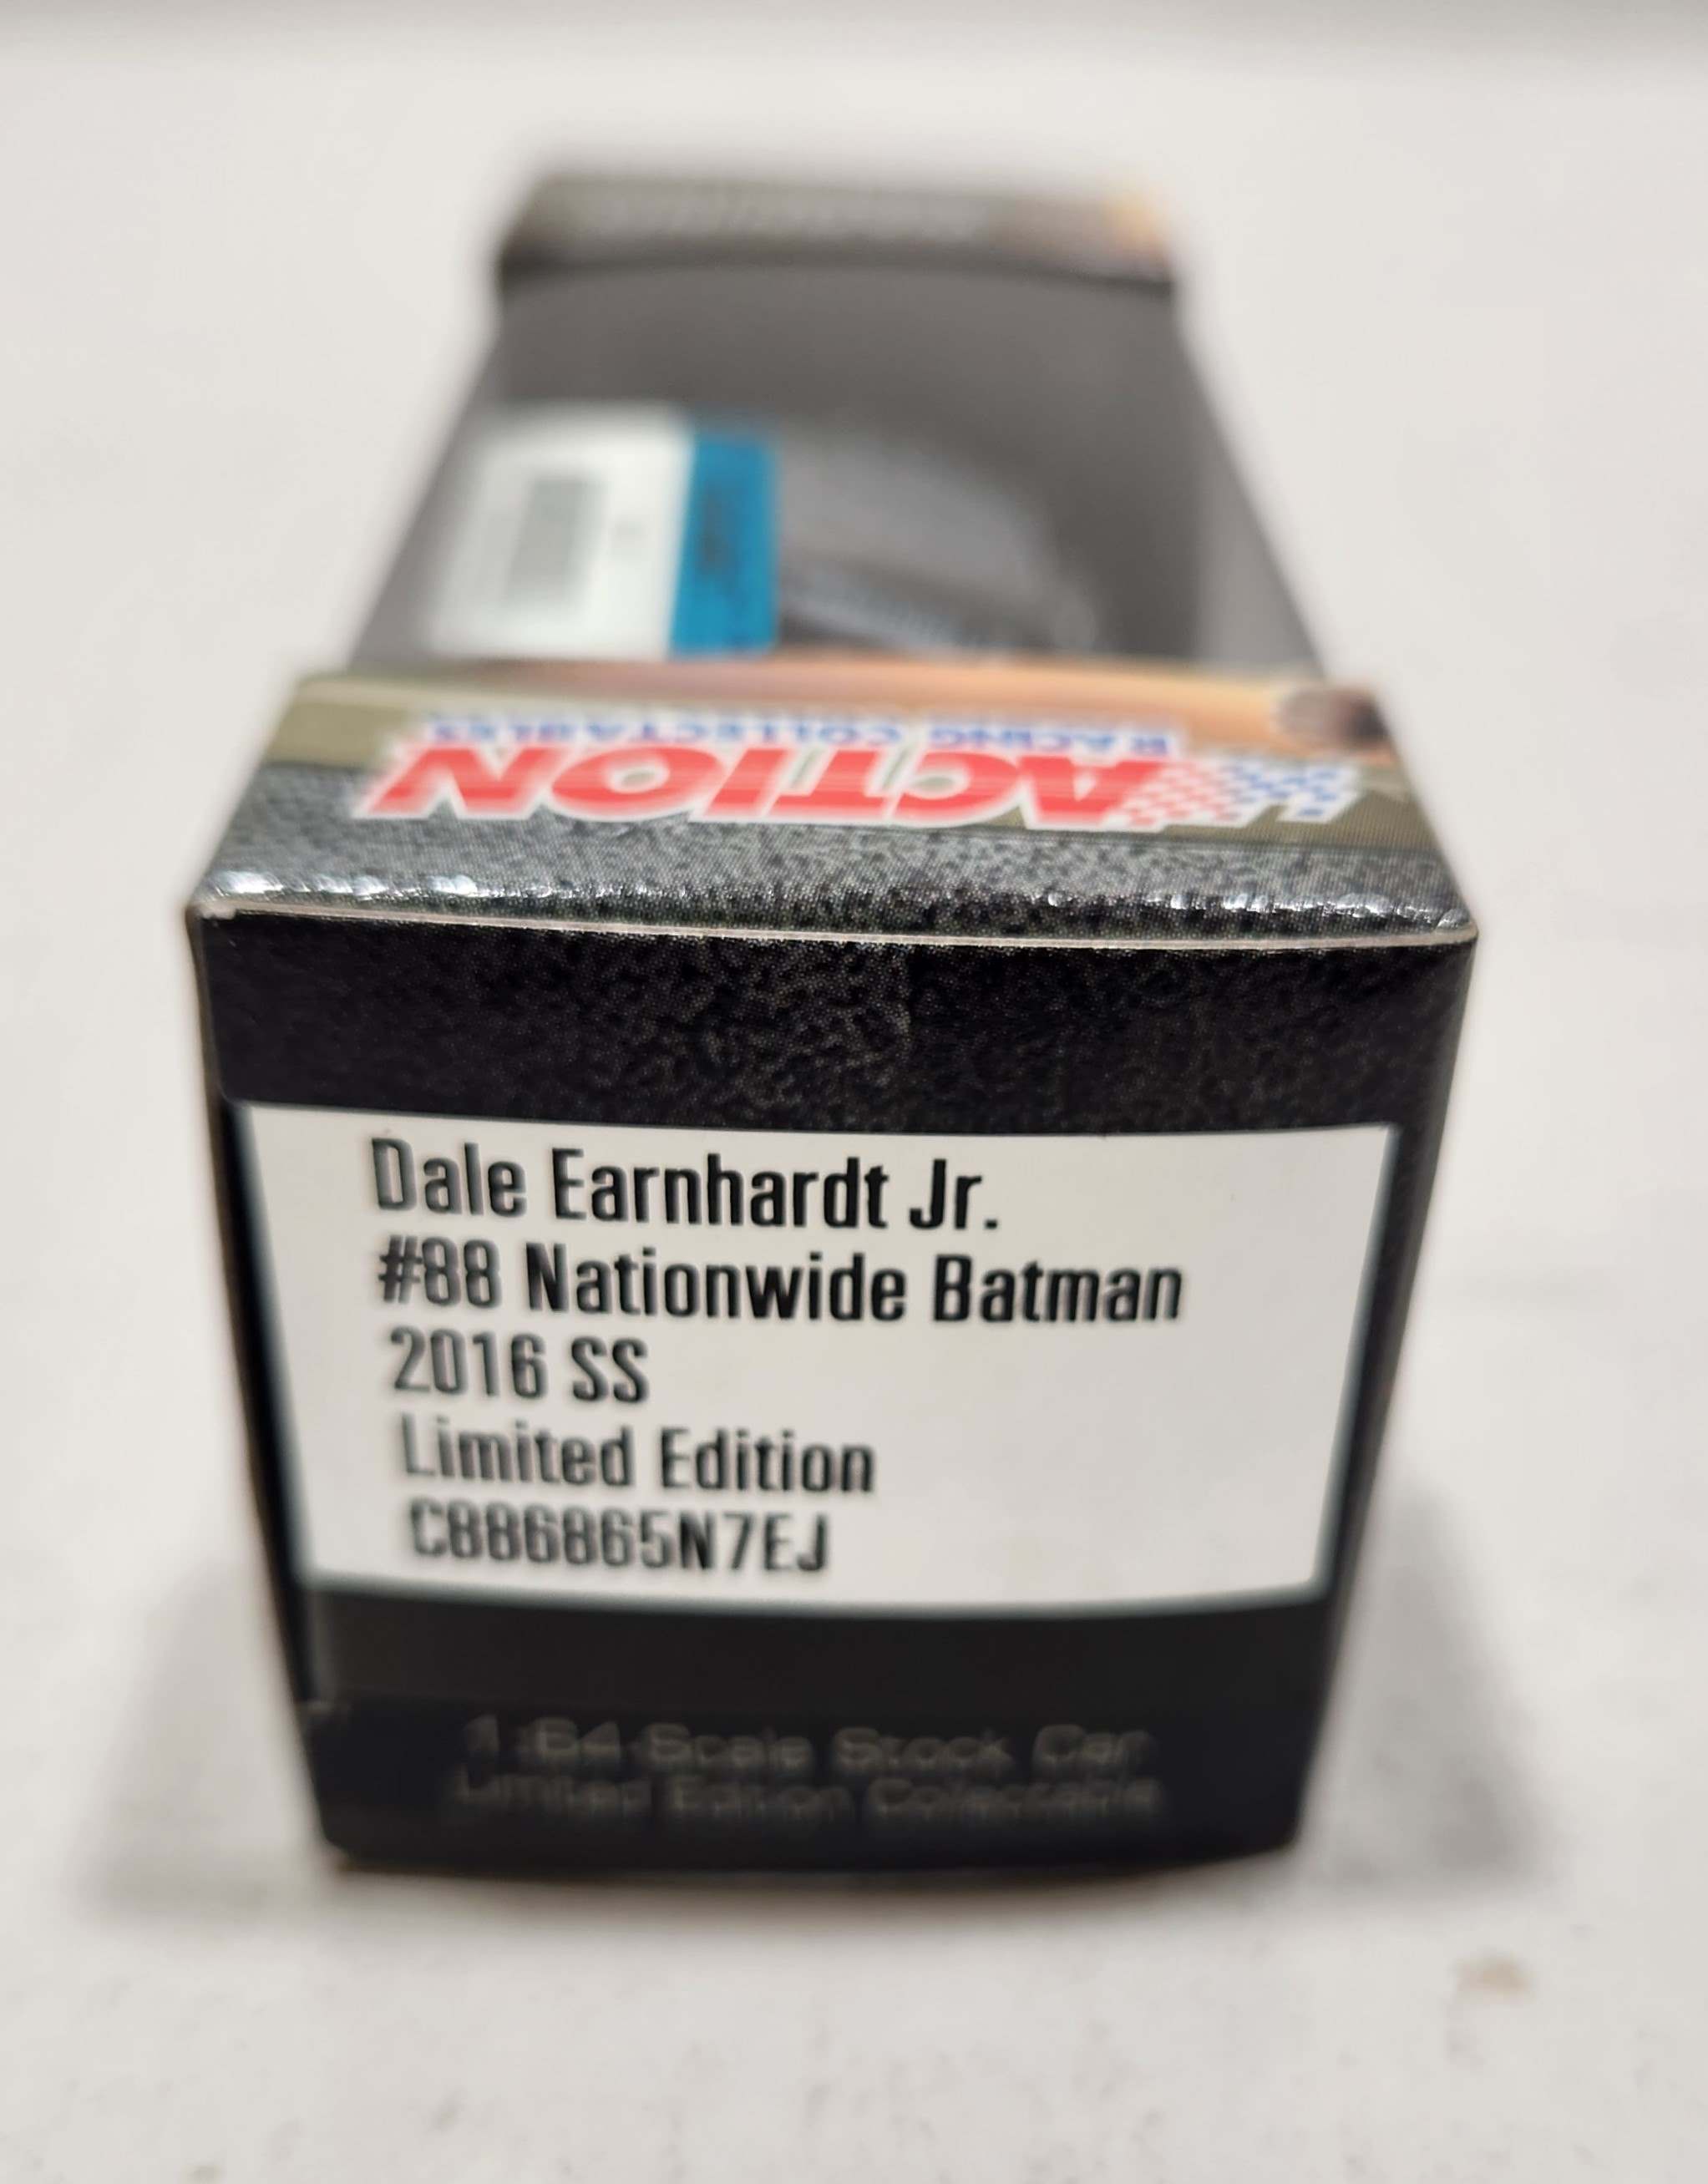 ACTION
RACING COLLECTABLES
Dale Earnhardt Jr.
#88 Nationwide Batman
2016 SS
Limited Edition
C886865N7EJ
1:64-Scale Stock Car
Limited Edition Collectable